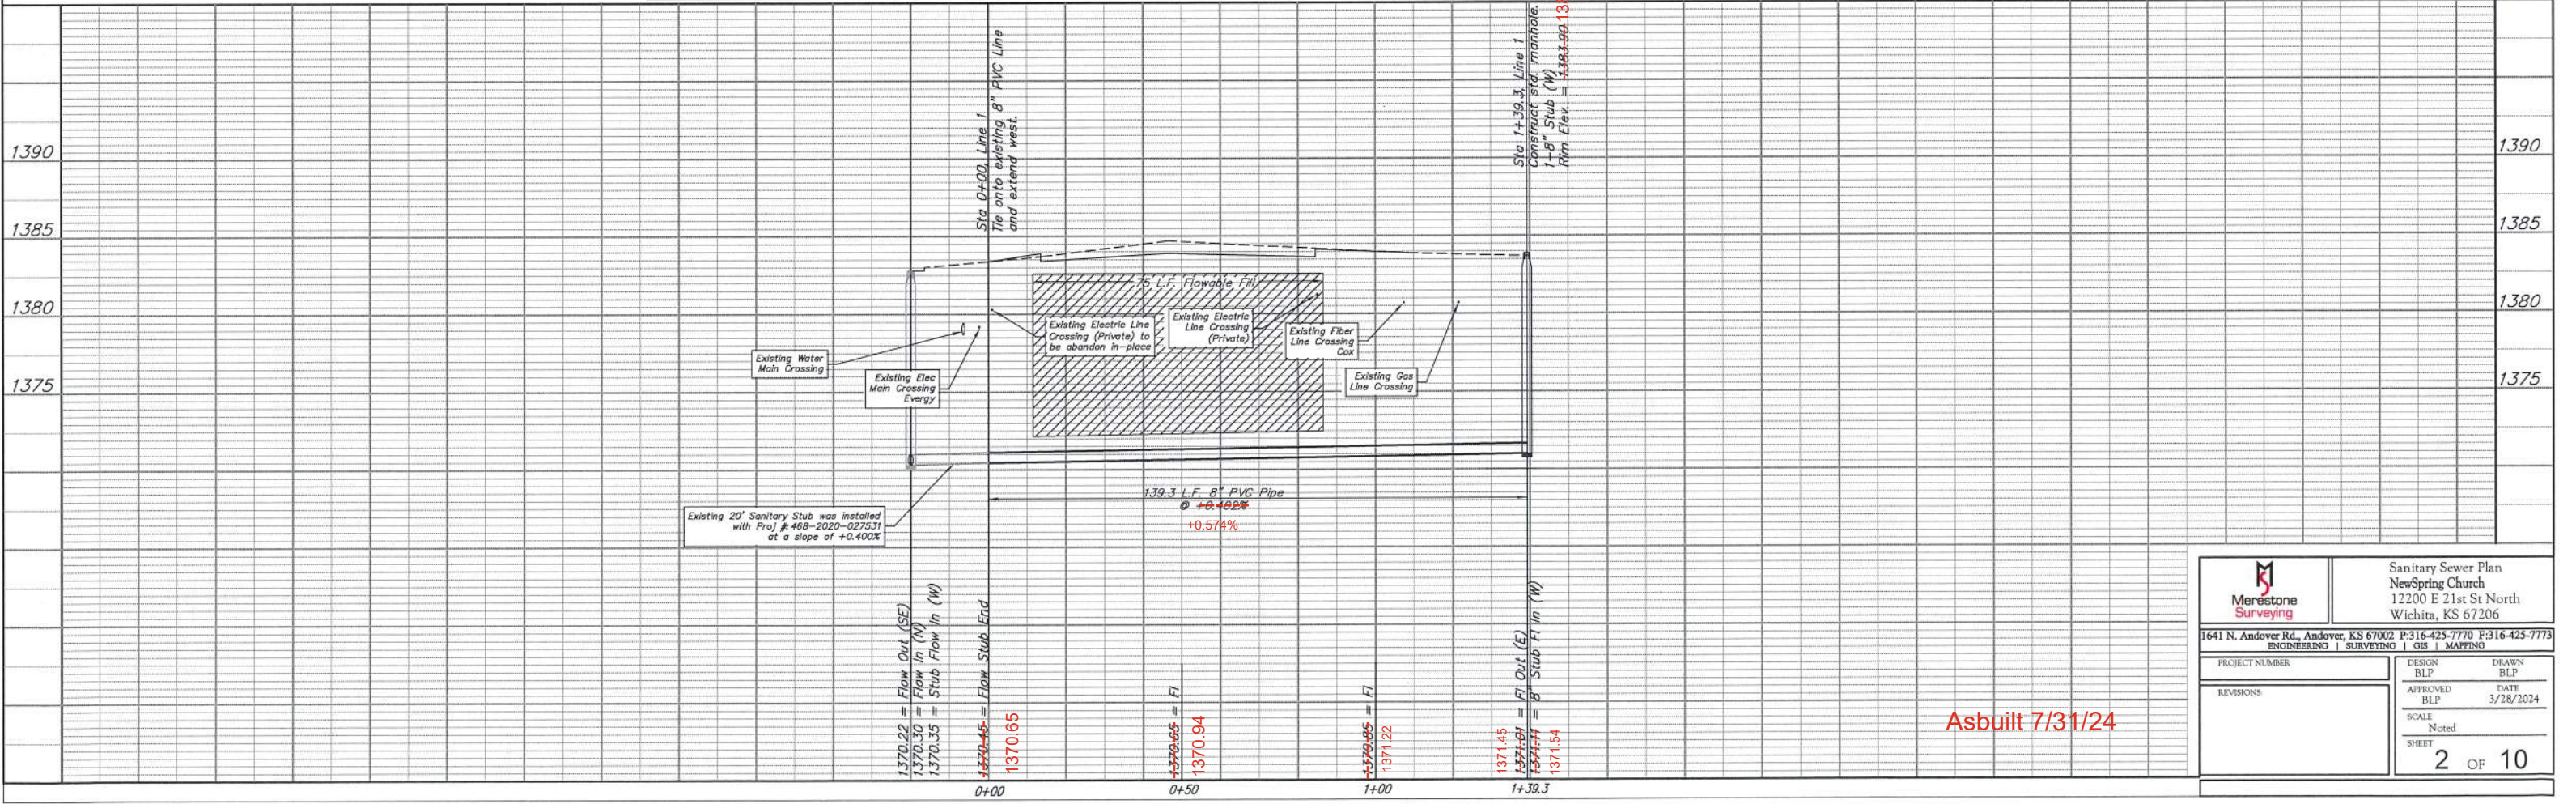 Sta 0+00, Line 1
Tie onto existing 8" PVC Line
and extend west.
Sta 1+39.3, Line 1
Construct std. manhole.
1-8" Stub (W)
Rim Elev. = 1383.90
1390
1390
1385
1385
1380
1380
1375
1375
75 L.F. Flowable Fill
Existing Water
Main Crossing
Existing Elec
Main Crossing
Evergy
Existing Electric Line
Crossing (Private) to
be abandon in-place
Existing Electric
Line Crossing
(Private)
Existing Fiber
Line Crossing
Cox
Existing Gas
Line Crossing
139.3 L.F. 8" PVC Pipe
@ +0.402%
+0.574%
Existing 20' Sanitary Stub was installed
with Proj #: 468-2020-027531
at a slope of +0.400%
1370.22 = Flow Out (SE)
1370.30 = Flow In (N)
1370.35 = Stub Flow In (W)
1370.45 = Flow Stub End
1370.65
1370.65 = Fl
1370.94
1370.85 = Fl
1371.22
1371.45
1371.01 = Fl Out (E)
1371.11 = 8" Stub Fl In (W)
1371.54
0+00
0+50
1+00
1+39.3
Asbuilt 7/31/24
MS
Merestone
Surveying
Sanitary Sewer Plan
NewSpring Church
12200 E 21st St North
Wichita, KS 67206
1641 N. Andover Rd., Andover, KS 67002 P:316-425-7770 F:316-425-7773
ENGINEERING | SURVEYING | GIS | MAPPING
PROJECT NUMBER
REVISIONS
DESIGN
BLP
DRAWN
BLP
APPROVED
BLP
DATE
3/28/2024
SCALE
Noted
SHEET
2 OF 10